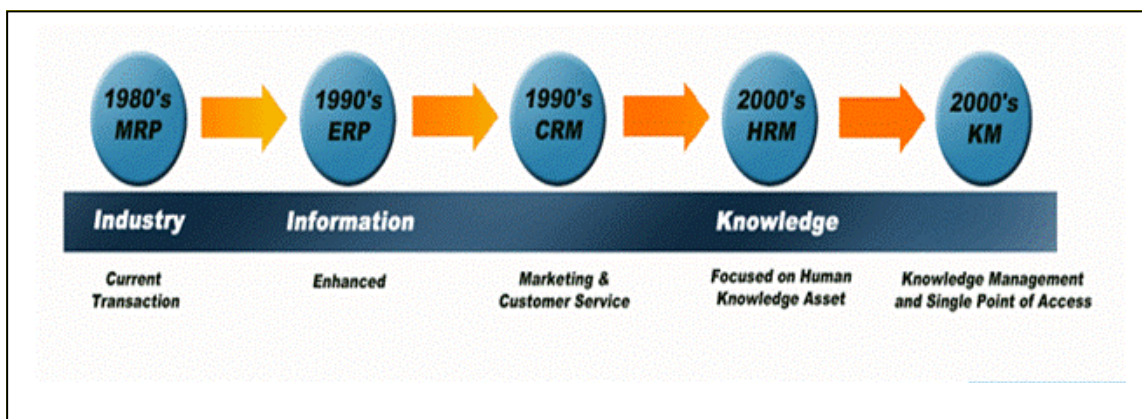 1980's
MRP
1990's
ERP
1990's
CRM
2000's
HRM
2000's
KM
Industry
Information
Knowledge
Current
Transaction
Enhanced
Marketing &
Customer Service
Focused on Human
Knowledge Asset
Knowledge Management
and Single Point of Access